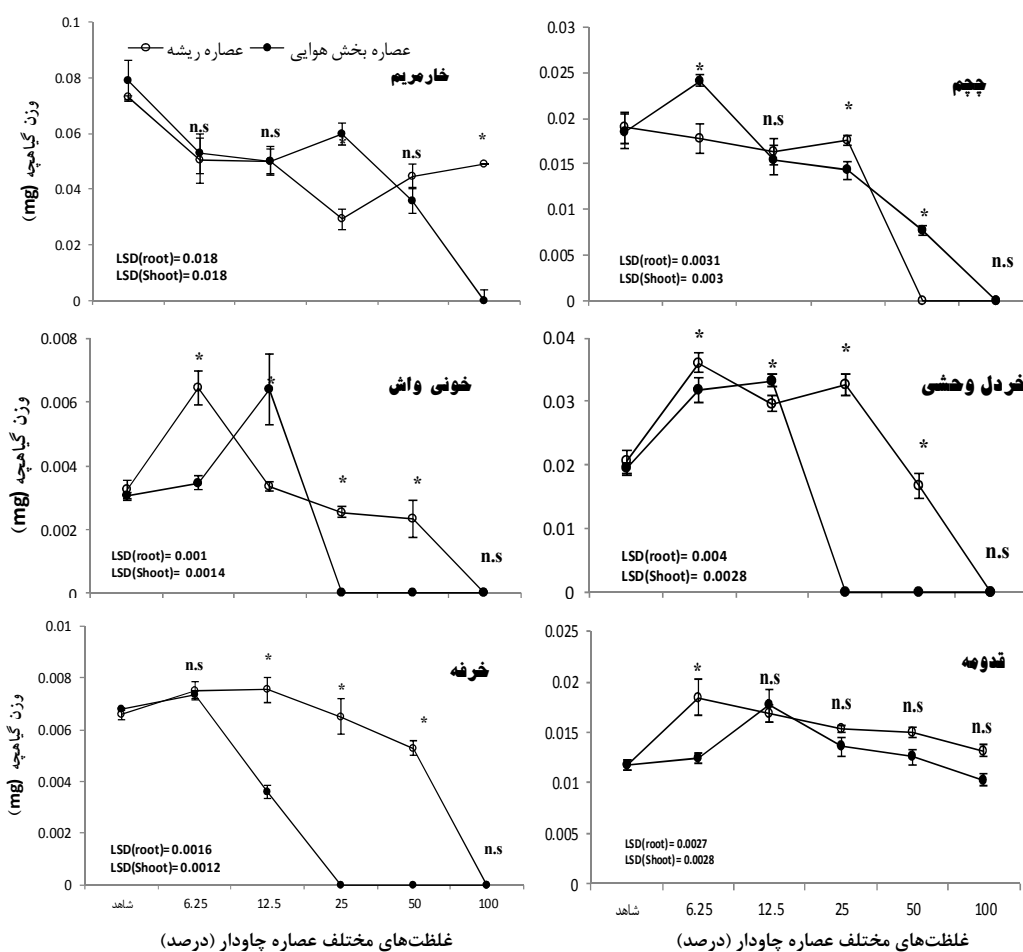 0.1
0.08
0.06
0.04
0.02
0
وزن گیاهچه (mg)
عصاره ریشه
عصاره بخش هوایی
خارمریم
n.s
n.s
n.s
*
LSD(root)= 0.018
LSD(Shoot)= 0.018
0.03
0.025
0.02
0.015
0.01
0.005
0
چچم
*
n.s
*
*
n.s
LSD(root)= 0.0031
LSD(Shoot)= 0.003
0.008
0.006
0.004
0.002
0
وزن گیاهچه (mg)
خونی واش
*
*
*
*
n.s
LSD(root)= 0.001
LSD(Shoot)= 0.0014
0.04
0.03
0.02
0.01
0
خردل وحشی
*
*
*
*
n.s
LSD(root)= 0.004
LSD(Shoot)= 0.0028
0.01
0.008
0.006
0.004
0.002
0
وزن گیاهچه (mg)
خرفه
n.s
*
*
*
n.s
LSD(root)= 0.0016
LSD(Shoot)= 0.0012
شاهد 6.25 12.5 25 50 100
غلظت‌های مختلف عصاره چاودار (درصد)
0.025
0.02
0.015
0.01
0.005
0
قدومه
*
n.s
n.s
n.s
n.s
LSD(root)= 0.0027
LSD(Shoot)= 0.0028
شاهد 6.25 12.5 25 50 100
غلظت‌های مختلف عصاره چاودار (درصد)